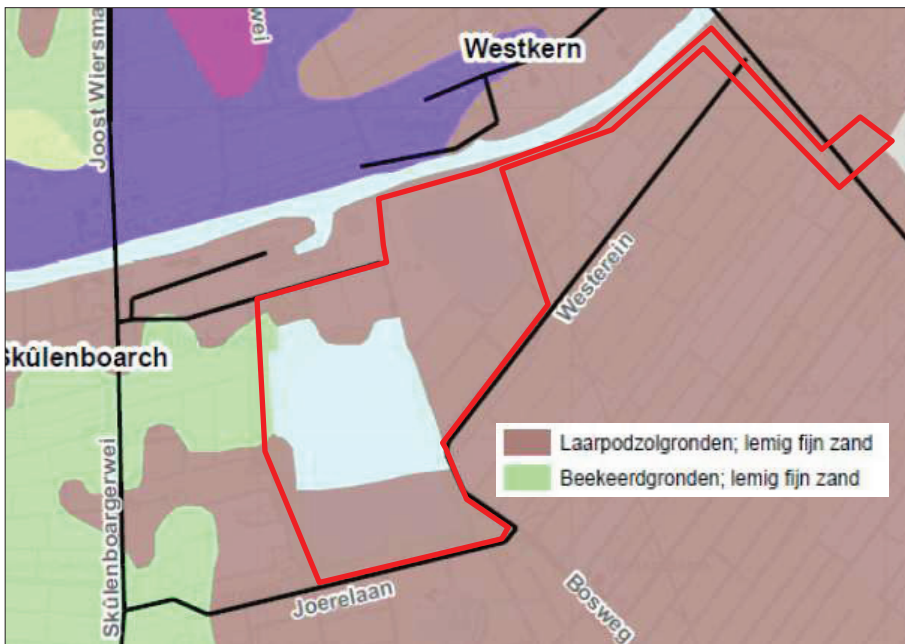 Joost Wiersma
wei
Westkern
Westerein
Skûlenboarch
Laarpodzolgronden; lemig fijn zand
Beekeerdgronden; lemig fijn zand
Skûlenboargerwei
Joerelaan
Bosweg